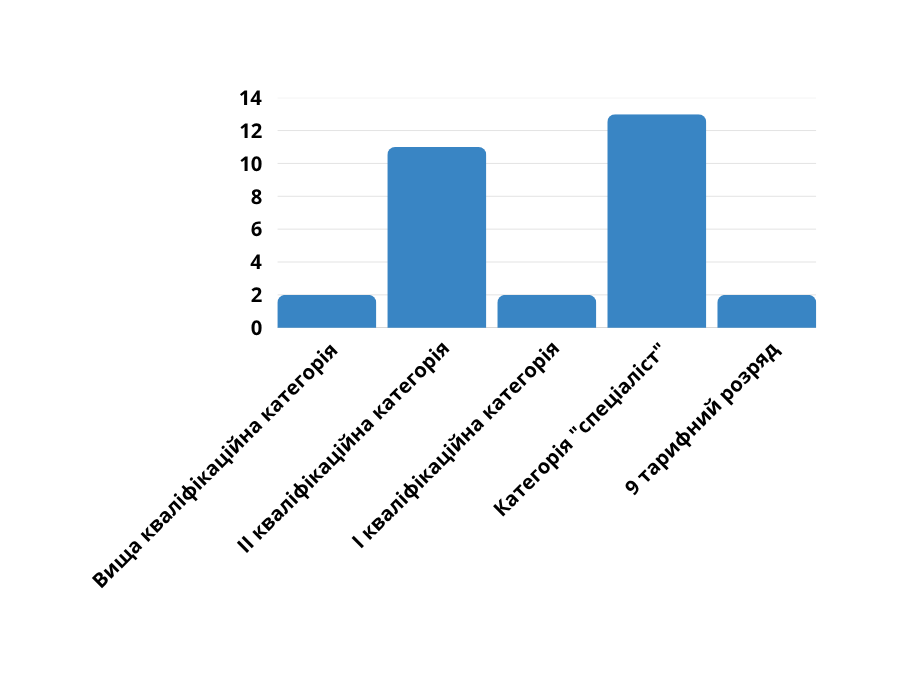 14
12
10
8
6
4
2
0
Вища кваліфікаційна категорія
ІІ кваліфікаційна категорія
І кваліфікаційна категорія
Категорія "спеціаліст"
9 тарифний розряд